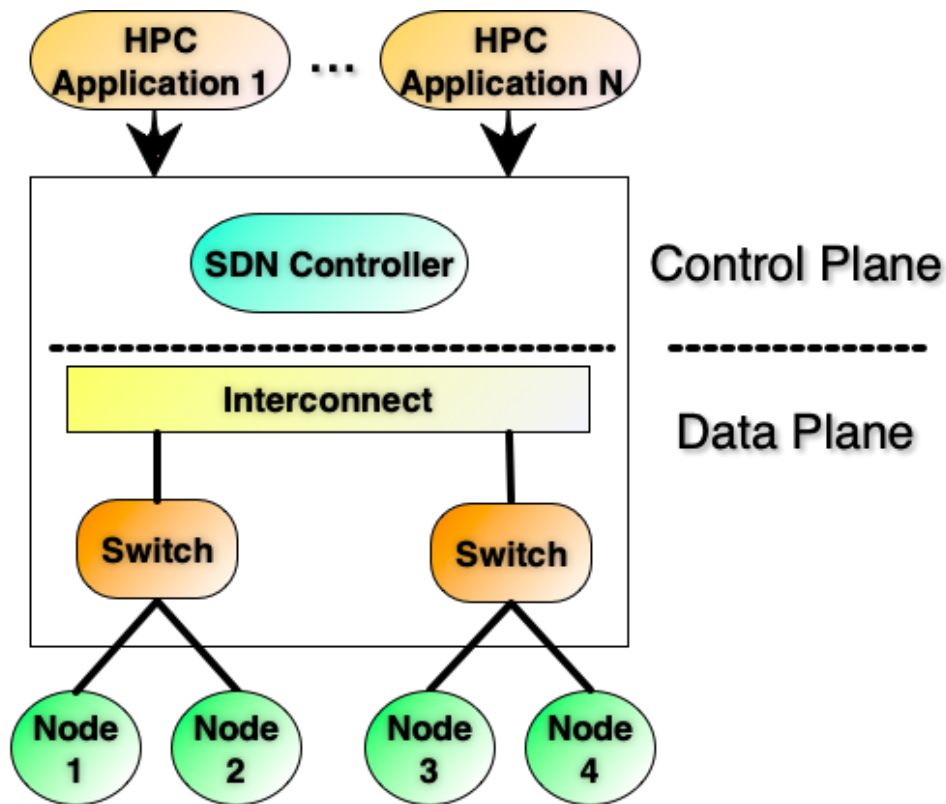 HPC
Application 1
...
HPC
Application N
SDN Controller
Control Plane
Interconnect
Data Plane
Switch
Switch
Node
1
Node
2
Node
3
Node
4